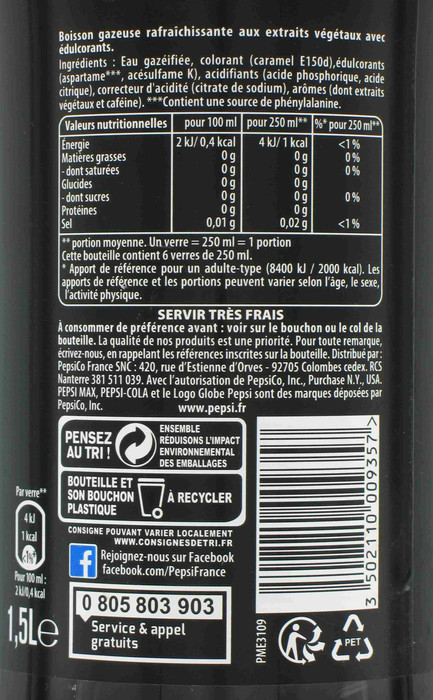 Boisson gazeuse rafraîchissante aux extraits végétaux avec
édulcorants.
Ingrédients : Eau gazéifiée, colorant (caramel E150d),édulcorants
(aspartame***, acésulfame K), acidifiants (acide phosphorique, acide
citrique), correcteur d'acidité (citrate de sodium), arômes (dont extraits
végétaux et caféine). ***Contient une source de phénylalanine.
Valeurs nutritionnelles pour 100 ml pour 250 ml** %* pour 250 ml**
Énergie 2 kJ/ 0,4 kcal 4 kJ/ 1 kcal <1 %
Matières grasses 0 g 0 g 0 %
- dont saturées 0 g 0 g 0 %
Glucides 0 g 0 g
- dont sucres 0 g 0 g 0 %
Protéines 0 g 0 g
Sel 0,01 g 0,02 g <1 %
** portion moyenne. Un verre = 250 ml = 1 portion
Cette bouteille contient 6 verres de 250 ml.
* Apport de référence pour un adulte-type (8400 kJ / 2000 kcal). Les
apports de référence et les portions peuvent varier selon l'âge, le sexe,
l'activité physique.
SERVIR TRÈS FRAIS
À consommer de préférence avant : voir sur le bouchon ou le col de la
bouteille. La qualité de nos produits est une priorité. Pour toute remarque,
écrivez-nous, en rappelant les références inscrites sur la bouteille. Distribué par :
PepsiCo France SNC : 420, rue d'Estienne d'Orves - 92705 Colombes cedex. RCS
Nanterre 381 511 039. Avec l'autorisation de PepsiCo, Inc., Purchase N.Y., USA.
PEPSI MAX, PEPSI-COLA et le Logo Globe Pepsi sont des marques déposées par
PepsiCo, Inc. www.pepsi.fr
PENSEZ
AU TRI !
ENSEMBLE
RÉDUISONS L'IMPACT
ENVIRONNEMENTAL
DES EMBALLAGES
BOUTEILLE ET
SON BOUCHON
PLASTIQUE
À RECYCLER
CONSIGNE POUVANT VARIER LOCALEMENT
WWW.CONSIGNESDETRI.FR
f
Rejoignez-nous sur Facebook
facebook.com/PepsiFrance
0 805 803 903
Service & appel
gratuits
Par verre**
4 kJ
1 kcal
<1%*
Pour 100 ml :
2 kJ/0,4 kcal
1,5L℮
3 502110 009357 >
PME3109
PET